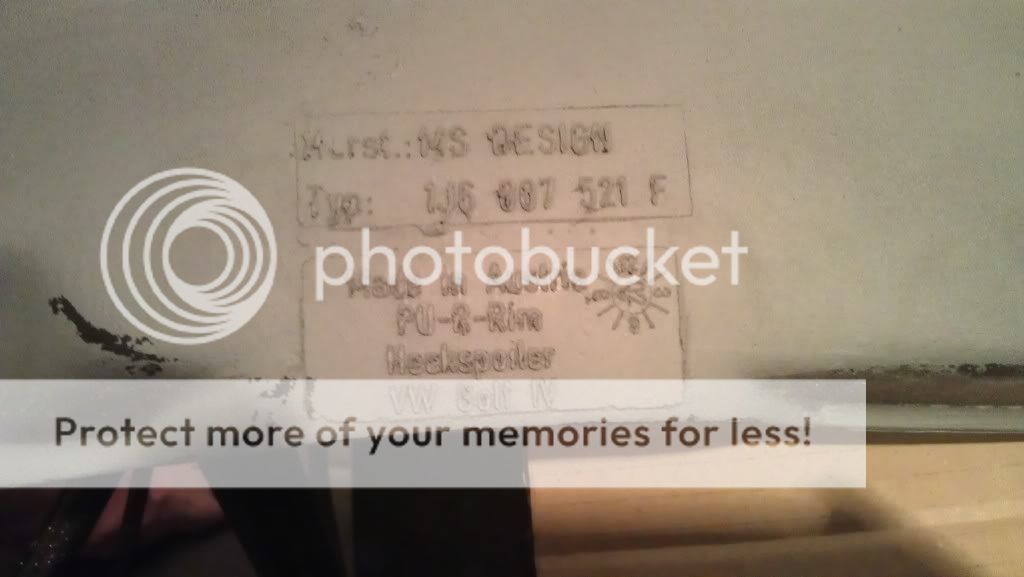 Herst.:MS DESIGN
Typ: 1J6 807 521 F
photobucket
Made in Austria
PU-R-Rim
Heckspoiler
VW Golf IV
Protect more of your memories for less!